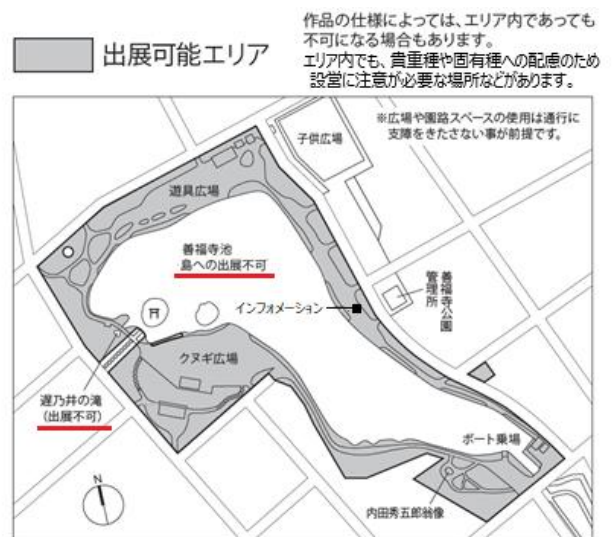 出展可能エリア
作品の仕様によっては、エリア内であっても
不可になる場合もあります。
エリア内でも、貴重種や固有種への配慮のため
設営に注意が必要な場所などがあります。
※広場や園路スペースの使用は通行に
支障をきたさない事が前提です。
子供広場
遊具広場
善福寺池
島への出展不可
インフォメーション
善福寺公園
管理所
クヌギ広場
遅乃井の滝
(出展不可)
ボート乗場
内田秀五郎翁像
N